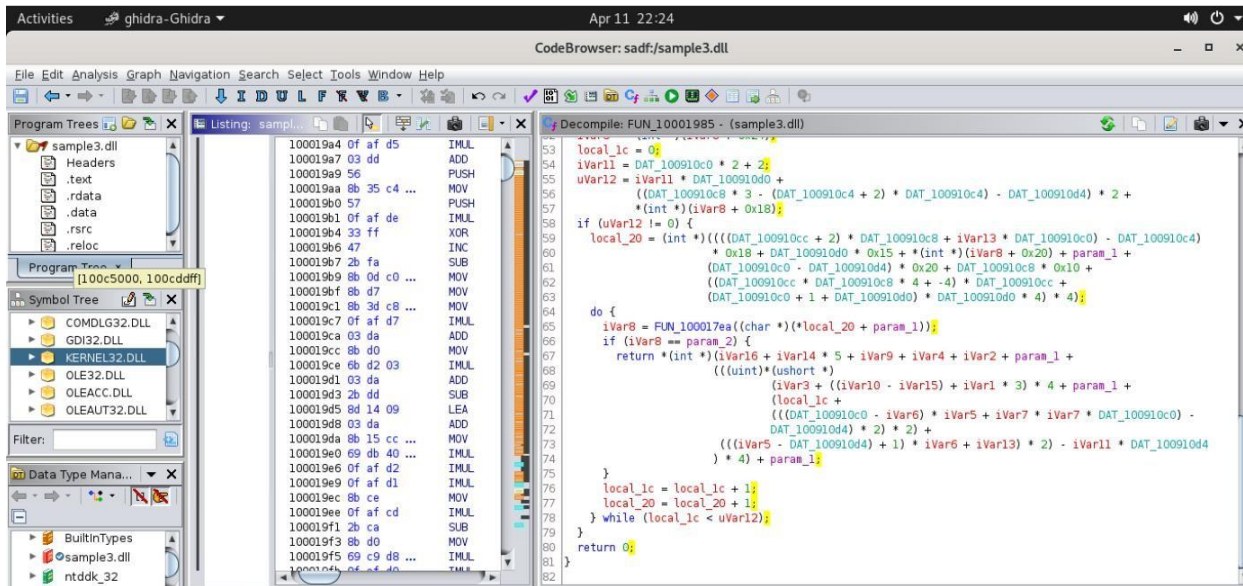 Activities ghidra-Ghidra Apr 11 22:24
CodeBrowser: sadf:/sample3.dll
File Edit Analysis Graph Navigation Search Select Tools Window Help
I D U L F R V B
Program Trees
sample3.dll
Headers
.text
.rdata
.data
.rsrc
.reloc
Program Tree x
[100c5000, 100cddff]
Symbol Tree
COMDLG32.DLL
GDI32.DLL
KERNEL32.DLL
OLE32.DLL
OLEACC.DLL
OLEAUT32.DLL
Filter:
Data Type Mana...
BuiltInTypes
sample3.dll
ntddk_32
Listing: sampl...
100019a4 0f af d5 IMUL
100019a7 03 dd ADD
100019a9 56 PUSH
100019aa 8b 35 c4 ... MOV
100019b0 57 PUSH
100019b1 0f af de IMUL
100019b4 33 ff XOR
100019b6 47 INC
100019b7 2b fa SUB
100019b9 8b 0d c0 ... MOV
100019bf 8b d7 MOV
100019c1 8b 3d c8 ... MOV
100019c7 0f af d7 IMUL
100019ca 03 da ADD
100019cc 8b d0 MOV
100019ce 6b d2 03 IMUL
100019d1 03 da ADD
100019d3 2b dd SUB
100019d5 8d 14 09 LEA
100019d8 03 da ADD
100019da 8b 15 cc ... MOV
100019e0 69 db 40 ... IMUL
100019e6 0f af d2 IMUL
100019e9 0f af d1 IMUL
100019ec 8b ce MOV
100019ee 0f af cd IMUL
100019f1 2b ca SUB
100019f3 8b d0 MOV
100019f5 69 c9 d8 ... IMUL
100019fb 0f af d0 IMUL
Decompile: FUN_10001985 - (sample3.dll)
53 local_1c = 0;
54 iVar11 = DAT_100910c0 * 2 + 2;
55 uVar12 = iVar11 * DAT_100910d0 +
56 ((DAT_100910c8 * 3 - (DAT_100910c4 + 2) * DAT_100910c4) - DAT_100910d4) * 2 +
57 *(int *)(iVar8 + 0x18);
58 if (uVar12 != 0) {
59 local_20 = (int *)((((DAT_100910cc + 2) * DAT_100910c8 + iVar13 * DAT_100910c0) - DAT_100910c4)
60 * 0x18 + DAT_100910d0 * 0x15 + *(int *)(iVar8 + 0x20) + param_1 +
61 (DAT_100910c0 - DAT_100910d4) * 0x20 + DAT_100910c8 * 0x10 +
62 ((DAT_100910cc * DAT_100910c8 * 4 + -4) * DAT_100910cc +
63 (DAT_100910c0 + 1 + DAT_100910d0) * DAT_100910d0 * 4) * 4);
64 do {
65 iVar8 = FUN_100017ea((char *)(*local_20 + param_1));
66 if (iVar8 == param_2) {
67 return *(int *)(iVar16 + iVar14 * 5 + iVar9 + iVar4 + iVar2 + param_1 +
68 (((uint)*(ushort *)
69 (iVar3 + ((iVar10 - iVar15) + iVar1 * 3) * 4 + param_1 +
70 (local_1c +
71 (((DAT_100910c0 - iVar6) * iVar5 + iVar7 * iVar7 * DAT_100910c0) -
72 DAT_100910d4) * 2) * 2) +
73 (((iVar5 - DAT_100910d4) + 1) * iVar6 + iVar13) * 2) - iVar11 * DAT_100910d4
74 ) * 4) + param_1;
75 }
76 local_1c = local_1c + 1;
77 local_20 = local_20 + 1;
78 } while (local_1c < uVar12);
79 }
80 return 0;
81 }
82